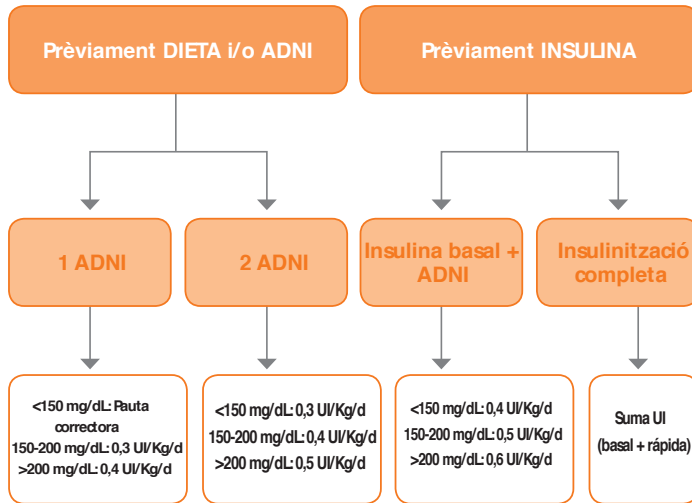 Prèviament DIETA i/o ADNI
Prèviament INSULINA
1 ADNI
2 ADNI
Insulina basal +
ADNI
Insulinització
completa
<150 mg/dL: Pauta
correctora
150-200 mg/dL: 0,3 UI/Kg/d
>200 mg/dL: 0,4 UI/Kg/d
<150 mg/dL: 0,3 UI/Kg/d
150-200 mg/dL: 0,4 UI/Kg/d
>200 mg/dL: 0,5 UI/Kg/d
<150 mg/dL: 0,4 UI/Kg/d
150-200 mg/dL: 0,5 UI/Kg/d
>200 mg/dL: 0,6 UI/Kg/d
Suma UI
(basal + rápida)